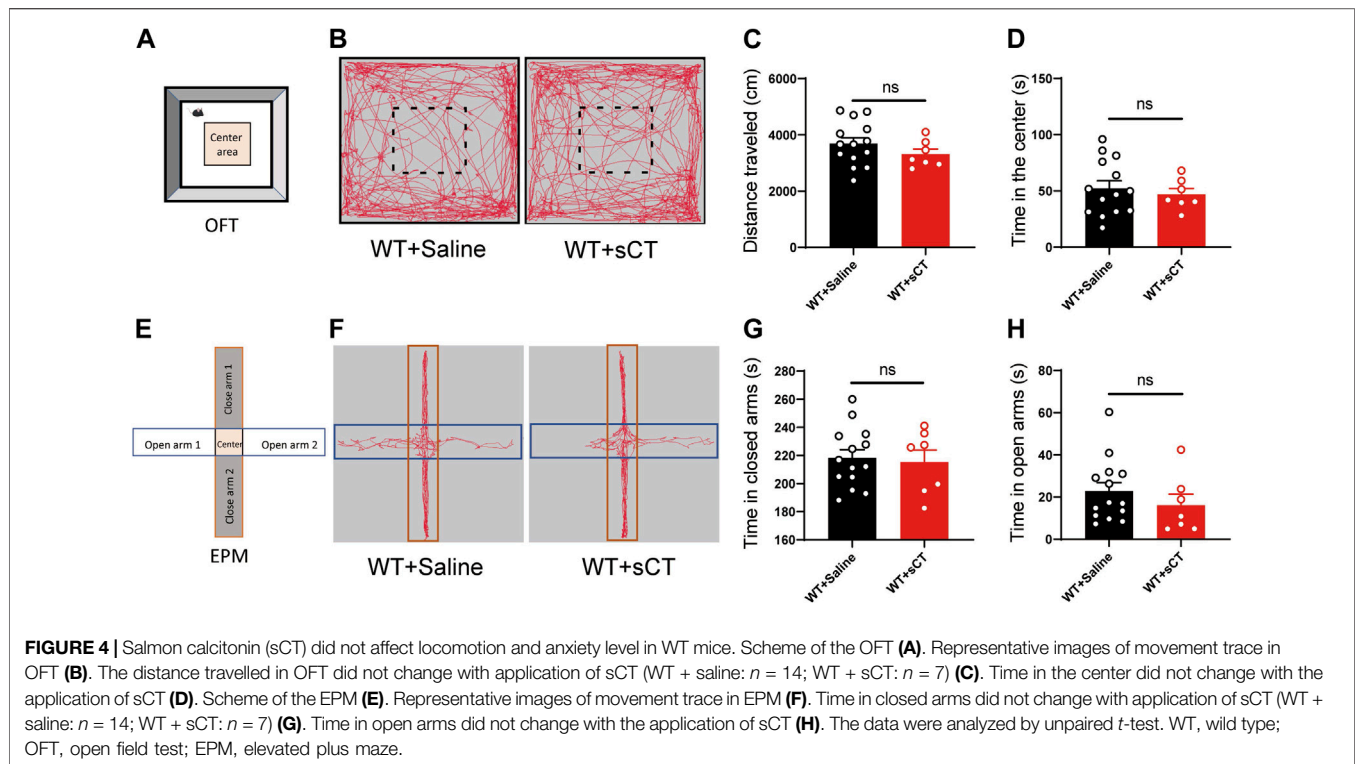 A
B
C
D
Center
area
OFT
WT+Saline
WT+sCT
Distance traveled (cm)
6000
4000
2000
0
ns
WT+Saline
WT+sCT
Time in the center (s)
150
100
50
0
ns
WT+Saline
WT+sCT
E
F
G
H
Close arm 1
Open arm 1
Center
Open arm 2
Close arm 2
EPM
WT+Saline
WT+sCT
Time in closed arms (s)
280
260
240
220
200
180
160
ns
WT+Saline
WT+sCT
Time in open arms (s)
80
60
40
20
0
ns
WT+Saline
WT+sCT
FIGURE 4 | Salmon calcitonin (sCT) did not affect locomotion and anxiety level in WT mice. Scheme of the OFT (A). Representative images of movement trace in
OFT (B). The distance travelled in OFT did not change with application of sCT (WT + saline: n = 14; WT + sCT: n = 7) (C). Time in the center did not change with the
application of sCT (D). Scheme of the EPM (E). Representative images of movement trace in EPM (F). Time in closed arms did not change with application of sCT (WT +
saline: n = 14; WT + sCT: n = 7) (G). Time in open arms did not change with the application of sCT (H). The data were analyzed by unpaired t-test. WT, wild type;
OFT, open field test; EPM, elevated plus maze.